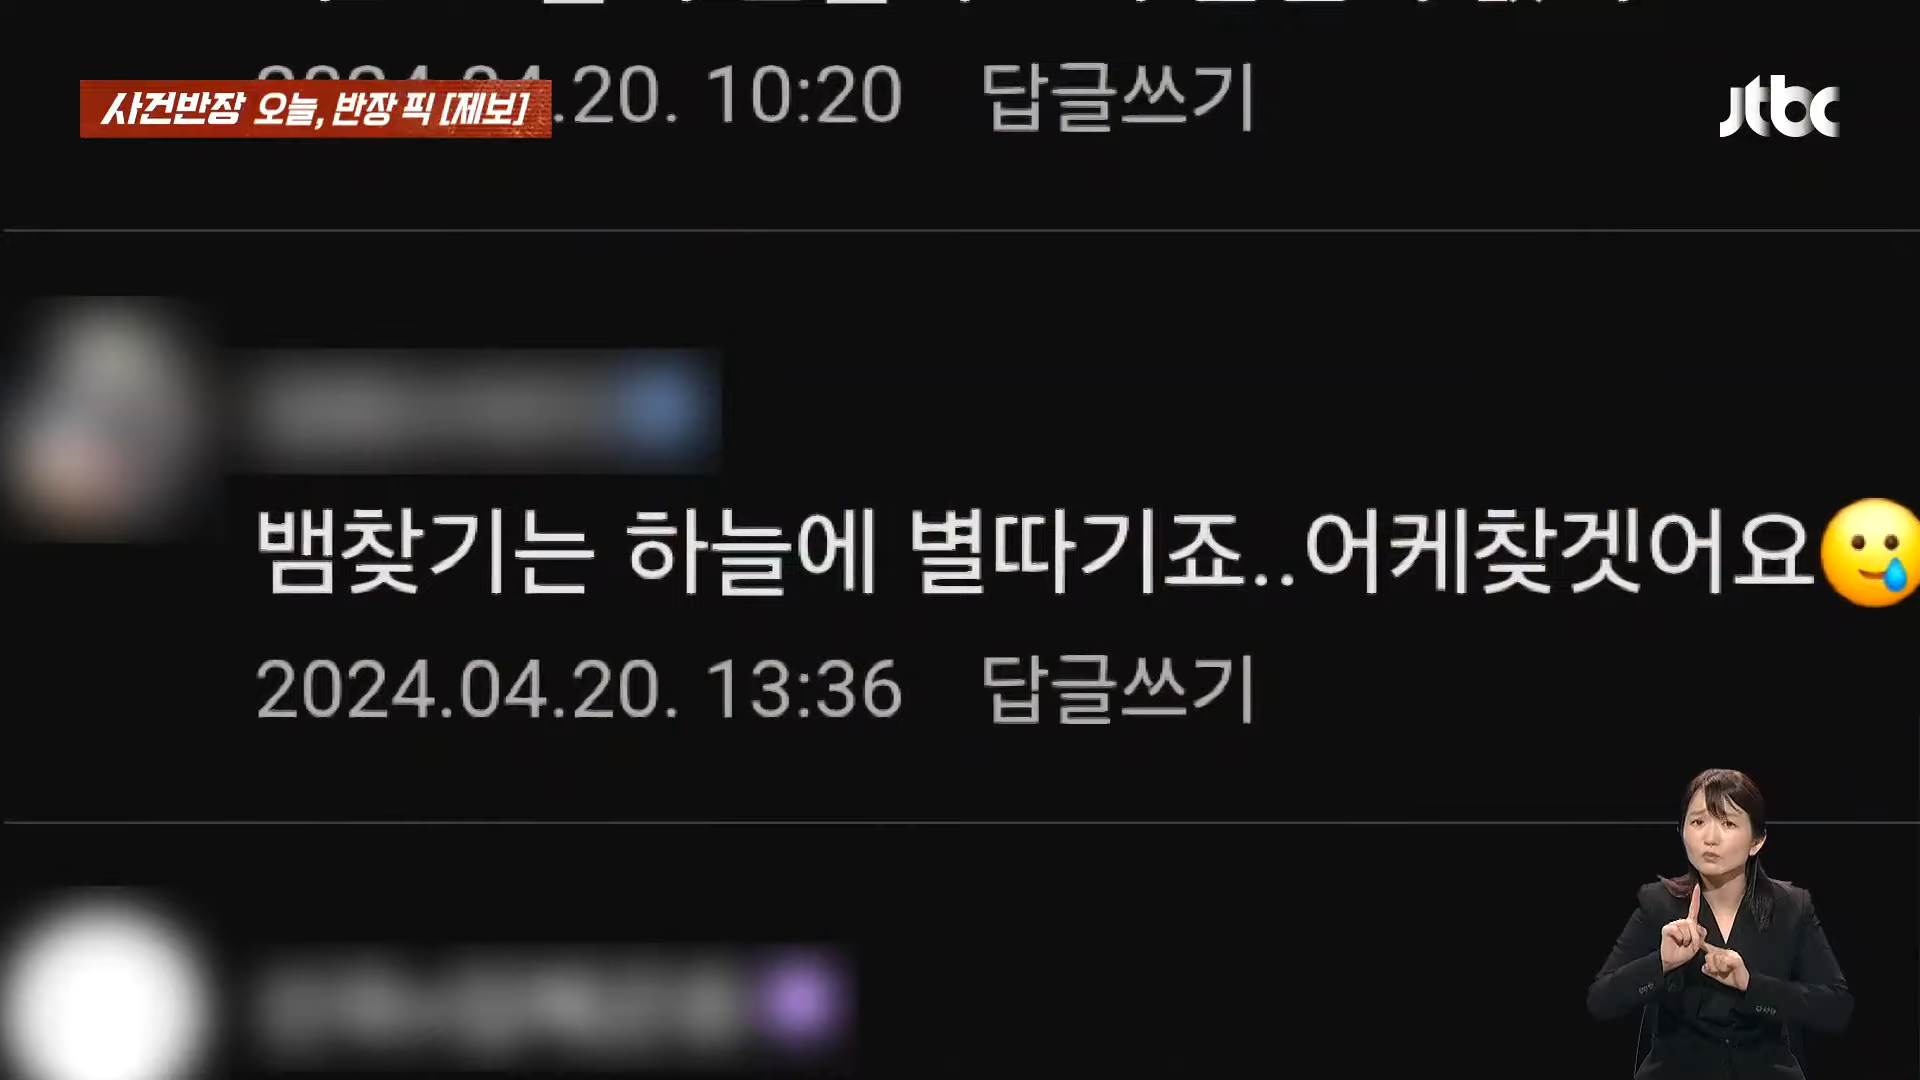 2024.04.20. 10:20 답글쓰기
사건반장 오늘, 반장 픽 [제보]
jtbc
뱀찾기는 하늘에 별따기죠..어케찾겟어요🥲
2024.04.20. 13:36 답글쓰기